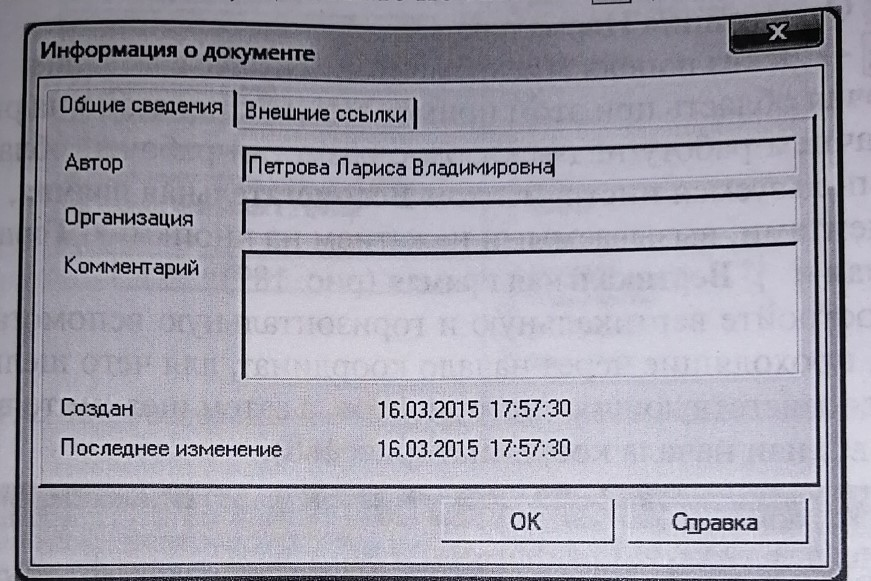 Информация о документе
X
Общие сведения
Внешние ссылки
Автор
Петрова Лариса Владимировна
Организация
Комментарий
Создан
16.03.2015 17:57:30
Последнее изменение
16.03.2015 17:57:30
OK
Справка